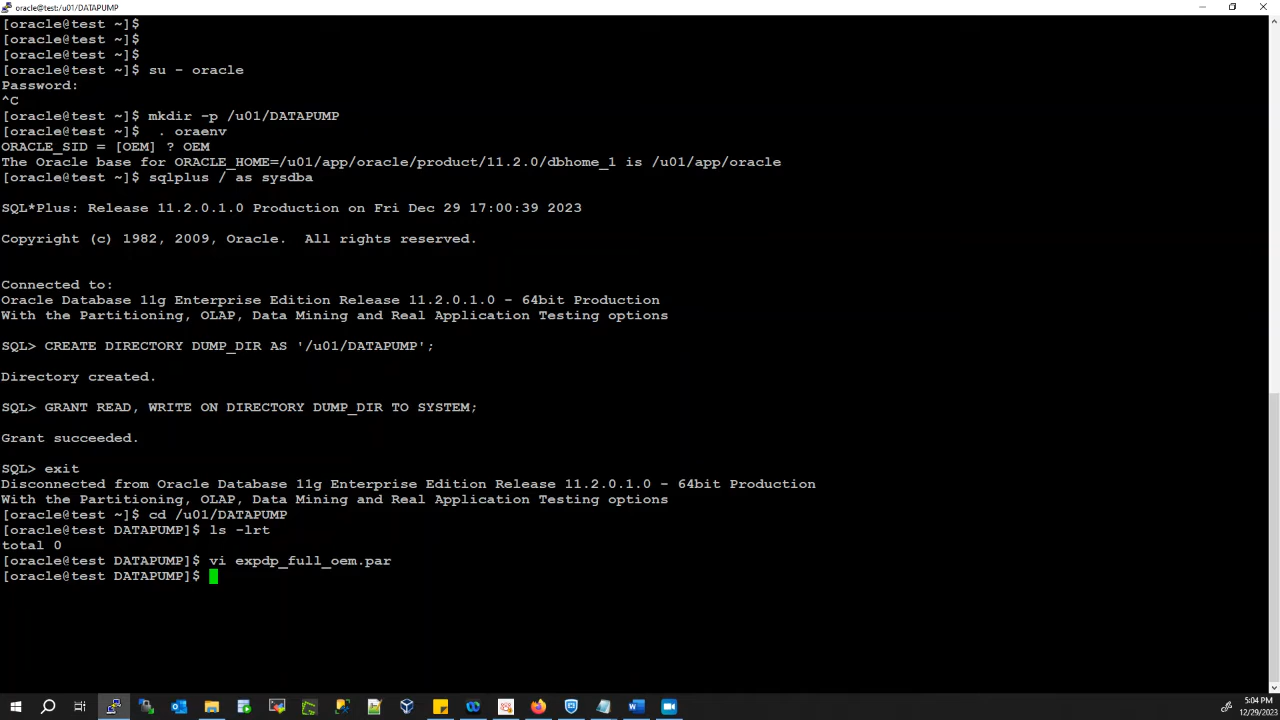 oracle@test:/u01/DATAPUMP
[oracle@test ~]$
[oracle@test ~]$
[oracle@test ~]$
[oracle@test ~]$ su - oracle
Password:
^C
[oracle@test ~]$ mkdir -p /u01/DATAPUMP
[oracle@test ~]$  . oraenv
ORACLE_SID = [OEM] ? OEM
The Oracle base for ORACLE_HOME=/u01/app/oracle/product/11.2.0/dbhome_1 is /u01/app/oracle
[oracle@test ~]$ sqlplus / as sysdba
SQL*Plus: Release 11.2.0.1.0 Production on Fri Dec 29 17:00:39 2023
Copyright (c) 1982, 2009, Oracle.  All rights reserved.
Connected to:
Oracle Database 11g Enterprise Edition Release 11.2.0.1.0 - 64bit Production
With the Partitioning, OLAP, Data Mining and Real Application Testing options
SQL> CREATE DIRECTORY DUMP_DIR AS '/u01/DATAPUMP';
Directory created.
SQL> GRANT READ, WRITE ON DIRECTORY DUMP_DIR TO SYSTEM;
Grant succeeded.
SQL> exit
Disconnected from Oracle Database 11g Enterprise Edition Release 11.2.0.1.0 - 64bit Production
With the Partitioning, OLAP, Data Mining and Real Application Testing options
[oracle@test ~]$ cd /u01/DATAPUMP
[oracle@test DATAPUMP]$ ls -lrt
total 0
[oracle@test DATAPUMP]$ vi expdp_full_oem.par
[oracle@test DATAPUMP]$
5:04 PM
12/29/2023